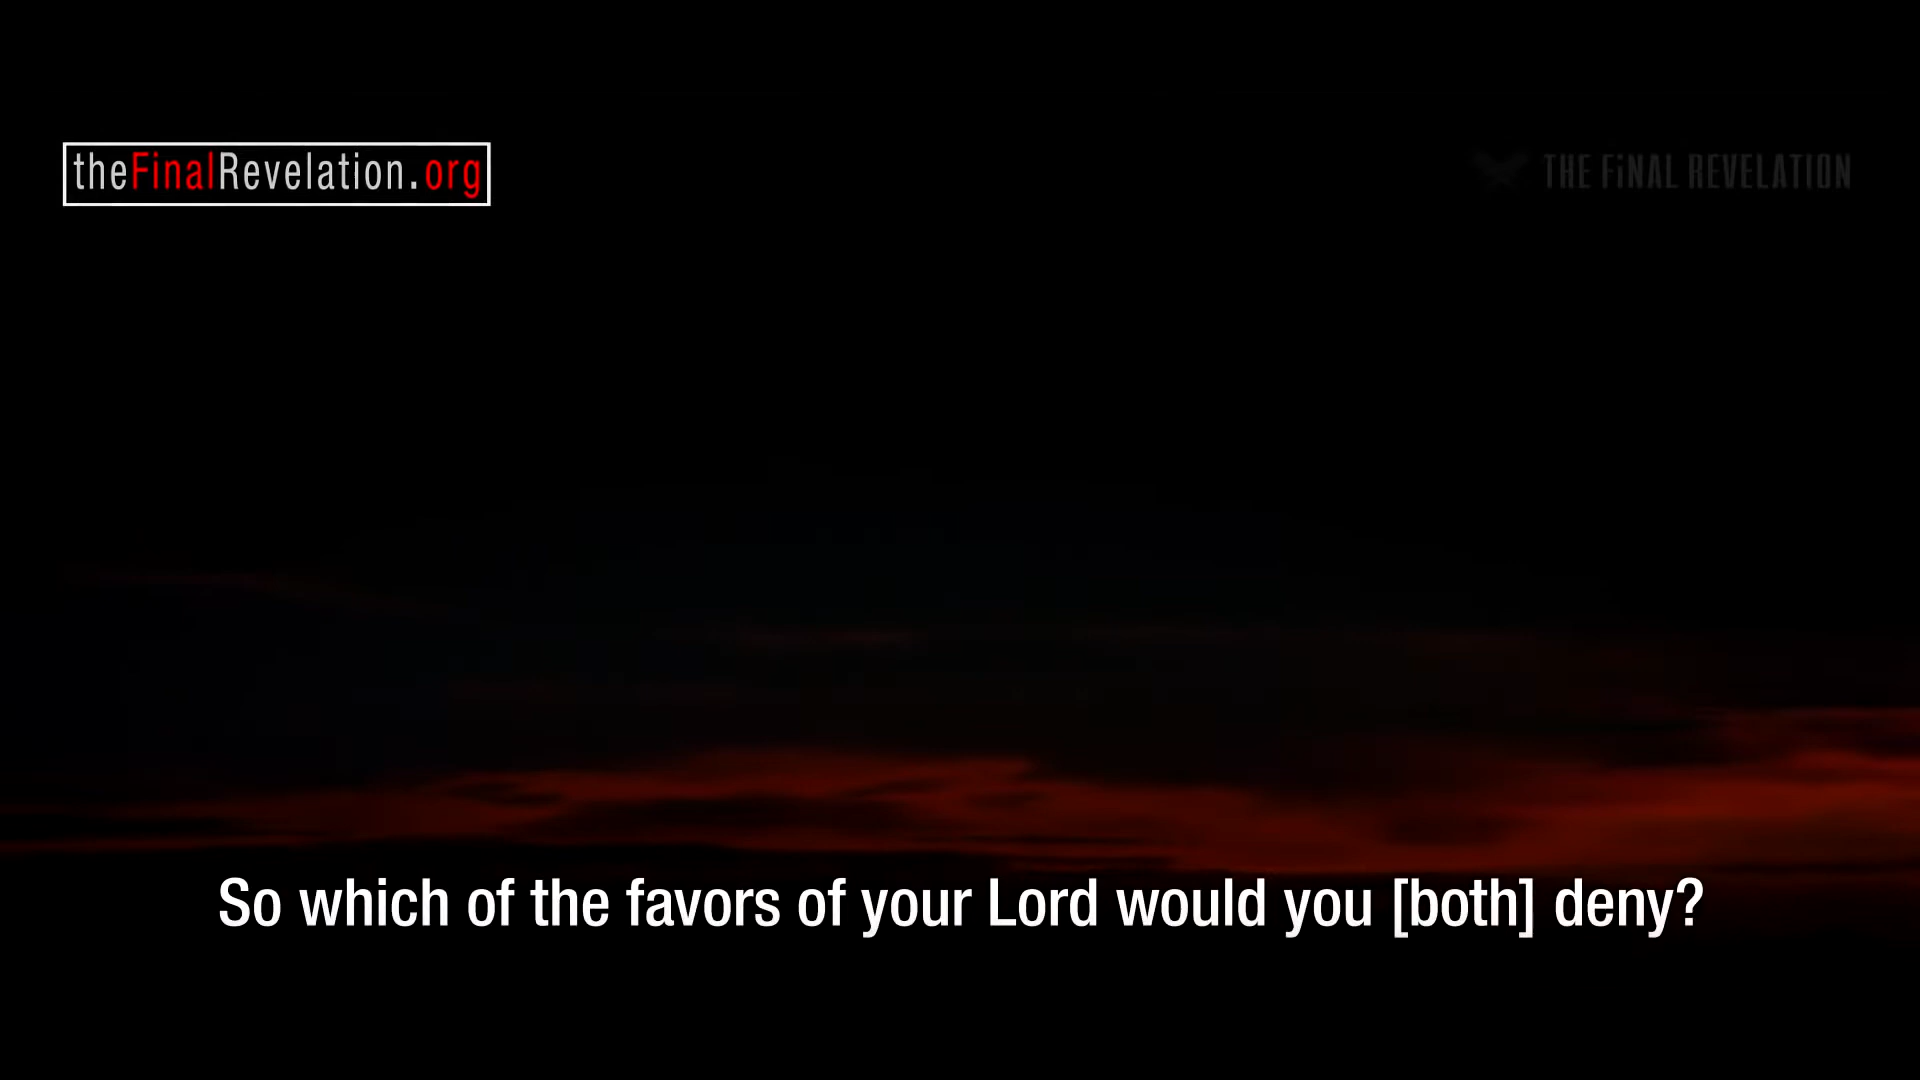 theFinalRevelation.org
THE FiNAL REVELATION
So which of the favors of your Lord would you [both] deny?